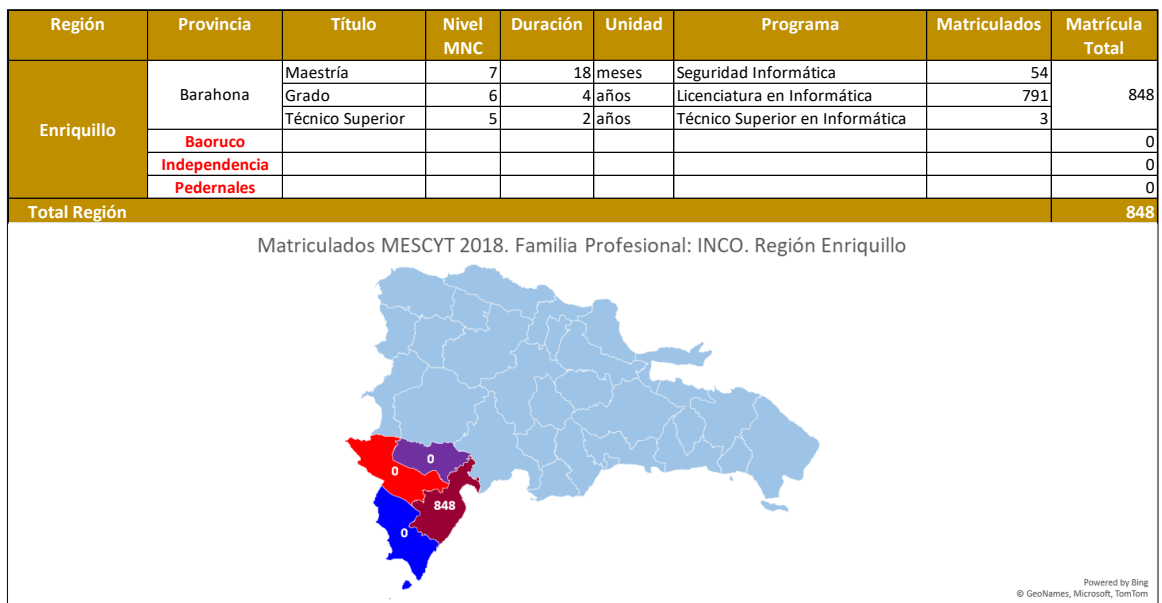 Región Provincia Título Nivel MNC Duración Unidad Programa Matriculados Matrícula Total
Enriquillo Barahona Maestría 7 18 meses Seguridad Informática 54 848
Grado 6 4 años Licenciatura en Informática 791
Técnico Superior 5 2 años Técnico Superior en Informática 3
Baoruco 0
Independencia 0
Pedernales 0
Total Región 848
Matriculados MESCYT 2018. Familia Profesional: INCO. Región Enriquillo
0
0
848
0
Powered by Bing
© GeoNames, Microsoft, TomTom